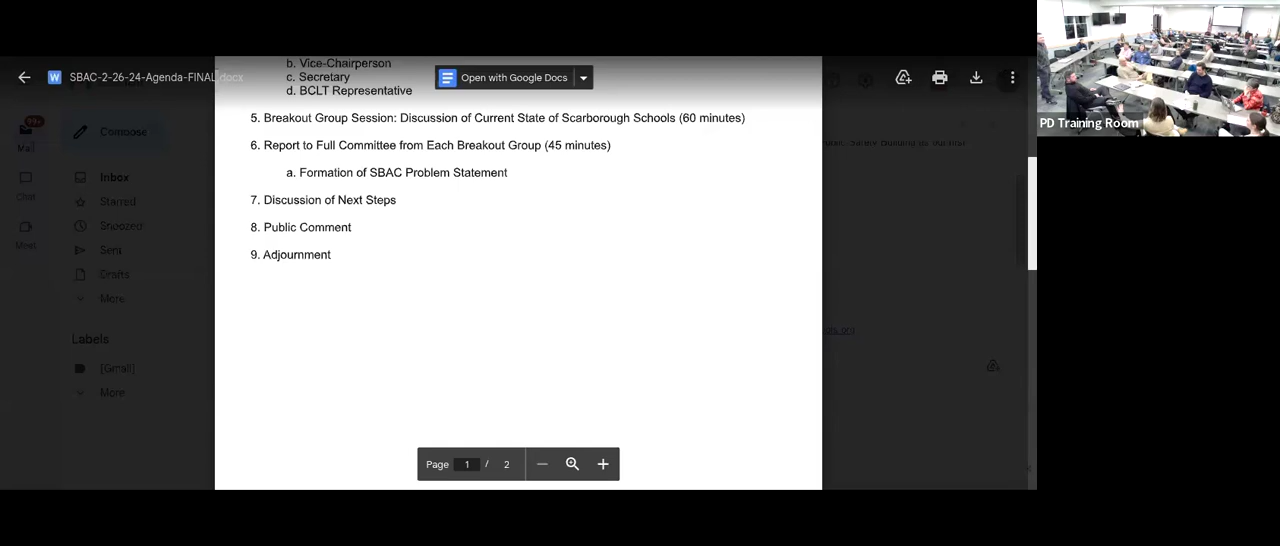 SBAC-2-26-24-Agenda-FINAL.docx
Open with Google Docs
b. Vice-Chairperson
c. Secretary
d. BCLT Representative
5. Breakout Group Session: Discussion of Current State of Scarborough Schools (60 minutes)
6. Report to Full Committee from Each Breakout Group (45 minutes)
a. Formation of SBAC Problem Statement
7. Discussion of Next Steps
8. Public Comment
9. Adjournment
Page 1 / 2
99+
Mail
Chat
Meet
Compose
Inbox
Starred
Snoozed
Sent
Drafts
More
Labels
[Gmail]
More
PD Training Room